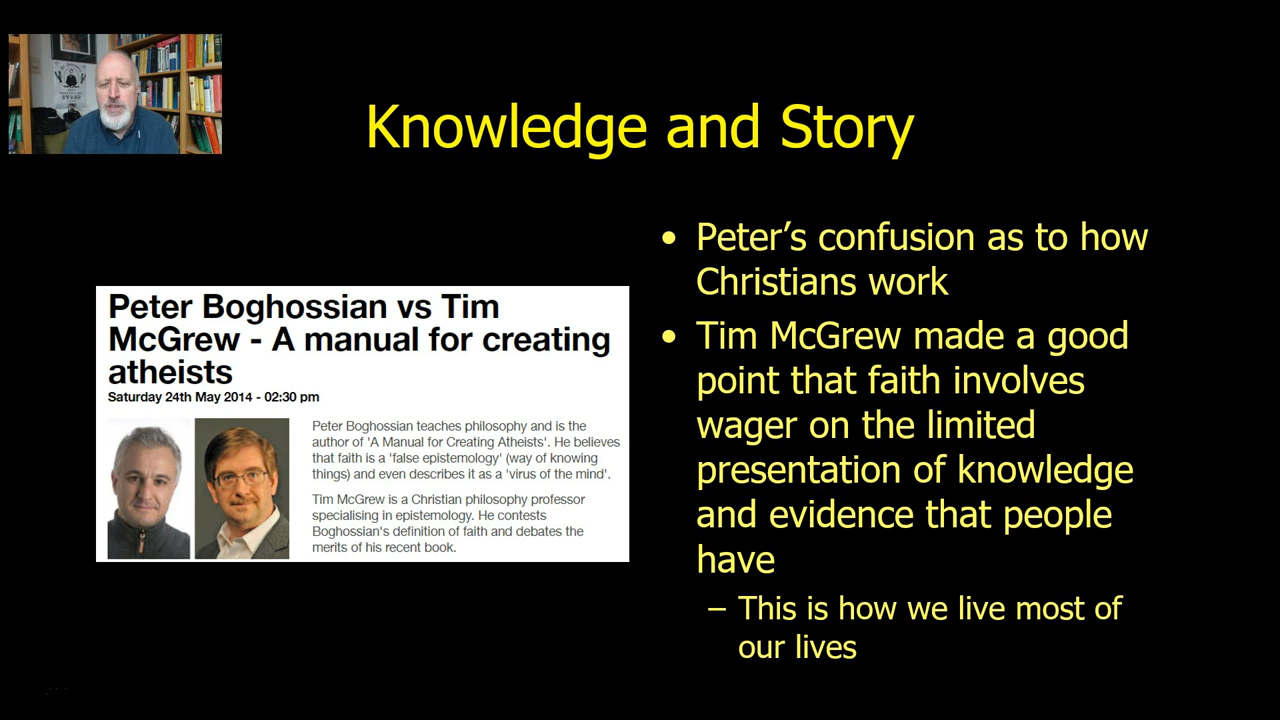 Knowledge and Story
Peter Boghossian vs Tim
McGrew - A manual for creating
atheists
Saturday 24th May 2014 - 02:30 pm
Peter Boghossian teaches philosophy and is the
author of 'A Manual for Creating Atheists'. He believes
that faith is a 'false epistemology' (way of knowing
things) and even describes it as a 'virus of the mind'.
Tim McGrew is a Christian philosophy professor
specialising in epistemology. He contests
Boghossian's definition of faith and debates the
merits of his recent book.
• Peter’s confusion as to how
Christians work
• Tim McGrew made a good
point that faith involves
wager on the limited
presentation of knowledge
and evidence that people
have
– This is how we live most of
our lives